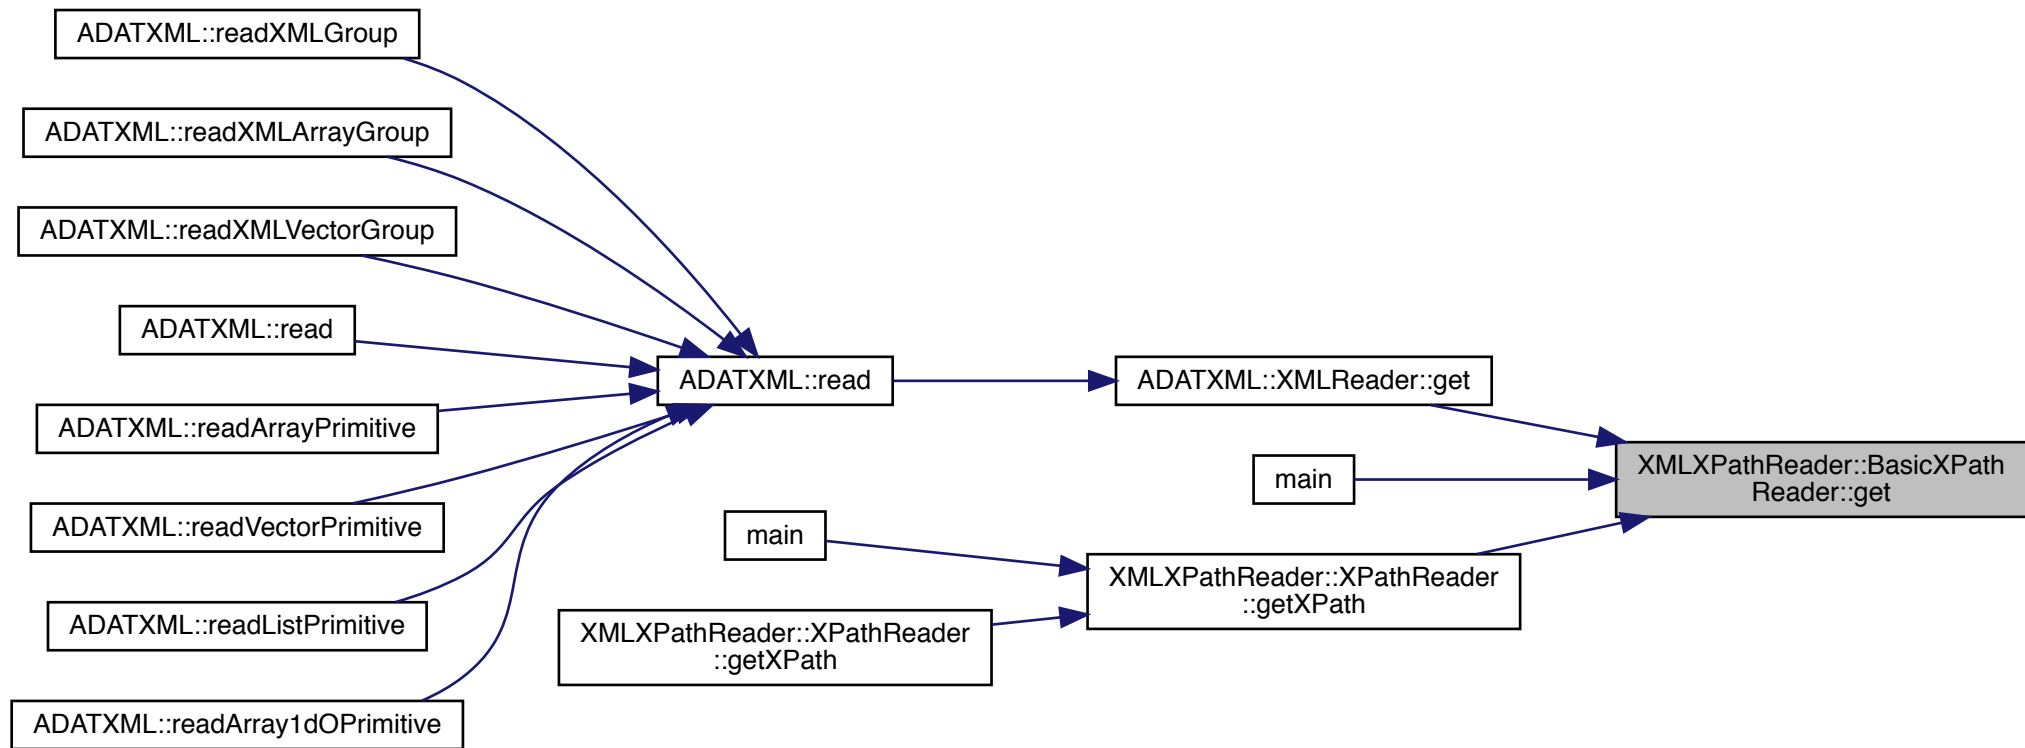 ADATXML::readXMLGroup
ADATXML::readXMLArrayGroup
ADATXML::readXMLVectorGroup
ADATXML::read
ADATXML::readArrayPrimitive
ADATXML::readVectorPrimitive
ADATXML::readListPrimitive
ADATXML::readArray1dOPrimitive
ADATXML::read
main
XMLXPathReader::XPathReader
::getXPath
ADATXML::XMLReader::get
main
XMLXPathReader::XPathReader
::getXPath
XMLXPathReader::BasicXPath
Reader::get